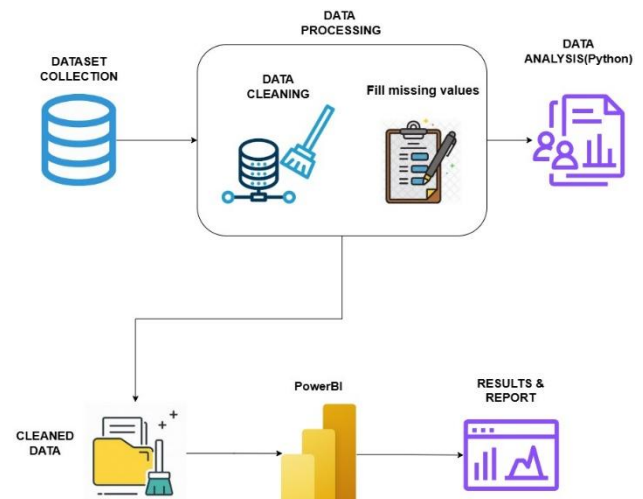 DATA
PROCESSING
DATASET
COLLECTION
DATA
CLEANING
Fill missing values
DATA
ANALYSIS(Python)
CLEANED
DATA
PowerBI
RESULTS &
REPORT